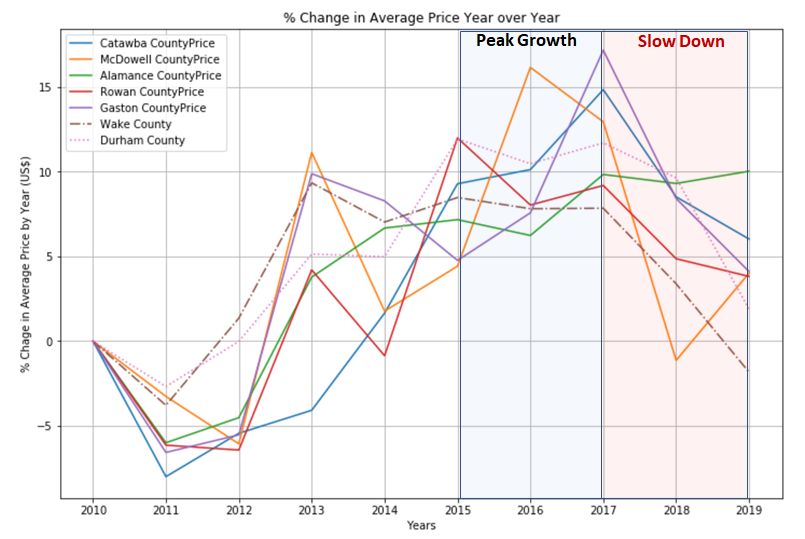 % Change in Average Price Year over Year
Peak Growth
Slow Down
Catawba CountyPrice
McDowell CountyPrice
Alamance CountyPrice
Rowan CountyPrice
Gaston CountyPrice
Wake County
Durham County
% Chage in Average Price by Year (US$)
15
10
5
0
−5
2010 2011 2012 2013 2014 2015 2016 2017 2018 2019
Years